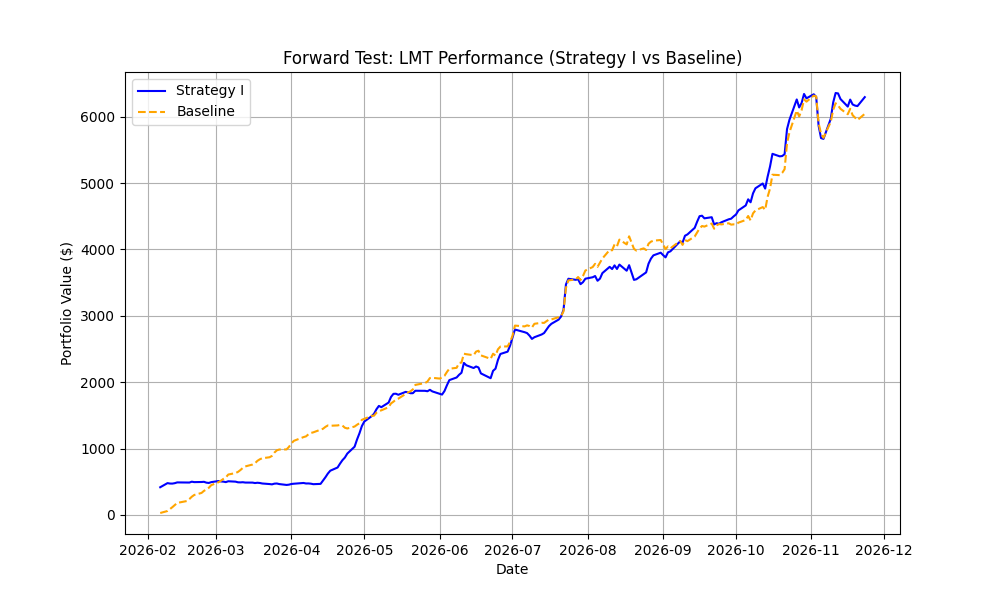 Forward Test: LMT Performance (Strategy I vs Baseline)
Strategy I
Baseline
Portfolio Value ($)
6000
5000
4000
3000
2000
1000
0
2026-02 2026-03 2026-04 2026-05 2026-06 2026-07 2026-08 2026-09 2026-10 2026-11 2026-12
Date